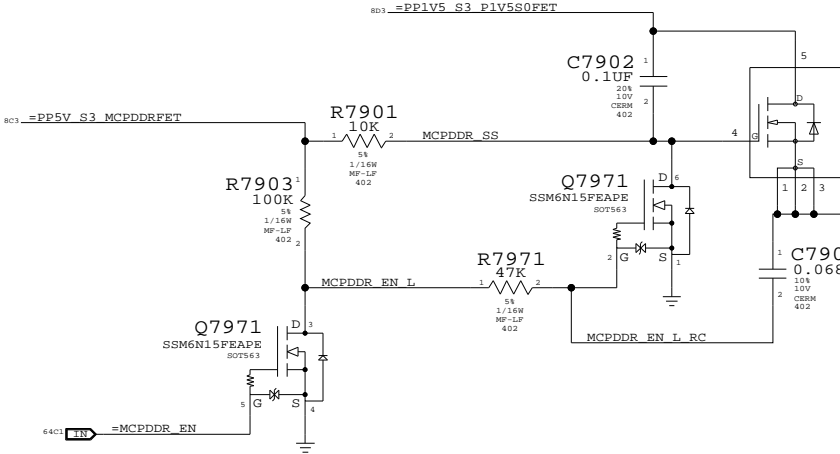 8D3 =PP1V5_S3_P1V5S0FET
5
C7902
0.1UF
20%
10V
CERM
402
1
2
8C3 =PP5V_S3_MCPDDRFET
R7901
10K
1 2
5%
1/16W
MF-LF
402
MCPDDR_SS
4
G
D
S
1 2 3
R7903
100K
5%
1/16W
MF-LF
402
1
2
Q7971
SSM6N15FEAPE
SOT563
D 6
2 G S 1
C790
0.068
10%
10V
CERM
402
1
2
MCPDDR_EN_L
R7971
47K
1 2
5%
1/16W
MF-LF
402
MCPDDR_EN_L_RC
Q7971
SSM6N15FEAPE
SOT563
D 3
5 G S 4
64C1 IN =MCPDDR_EN